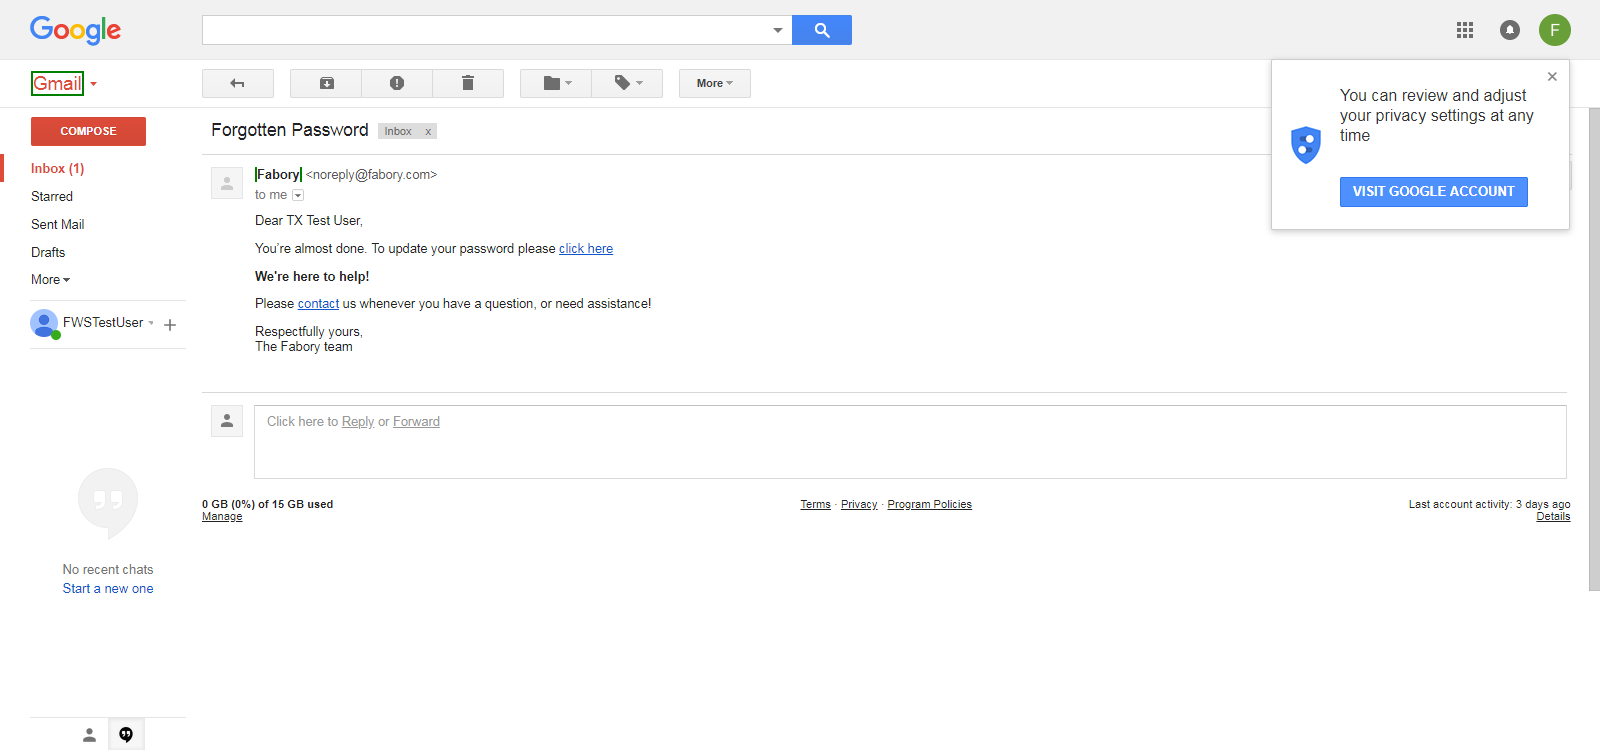 Google
F
Gmail
More
COMPOSE
Inbox (1)
Starred
Sent Mail
Drafts
More
FWSTestUser
No recent chats
Start a new one
Forgotten Password Inbox x
Fabory <noreply@fabory.com>
to me
Dear TX Test User,
You're almost done. To update your password please click here
We're here to help!
Please contact us whenever you have a question, or need assistance!
Respectfully yours,
The Fabory team
Click here to Reply or Forward
0 GB (0%) of 15 GB used
Manage
Terms · Privacy · Program Policies
Last account activity: 3 days ago
Details
You can review and adjust
your privacy settings at any
time
VISIT GOOGLE ACCOUNT